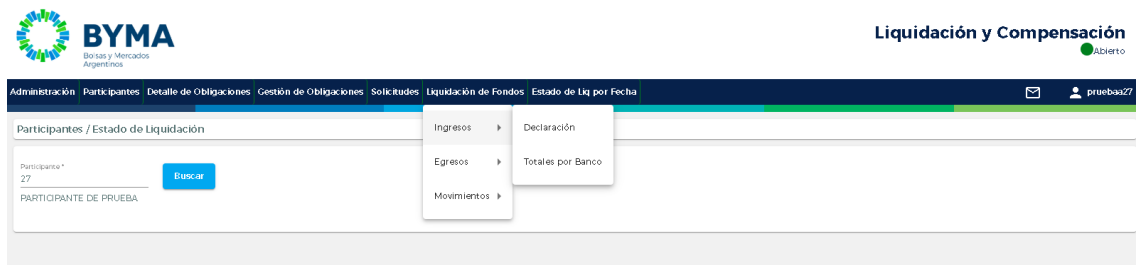 BYMA
Bolsas y Mercados
Argentinos
Liquidación y Compensación
Abierto
Administración Participantes Detalle de Obligaciones Gestión de Obligaciones Solicitudes Liquidación de Fondos Estado de Liq por Fecha pruebaa27
Participantes / Estado de Liquidación
Ingresos
Declaración
Egresos
Totales por Banco
Movimientos
Participante *
27
Buscar
PARTICIPANTE DE PRUEBA